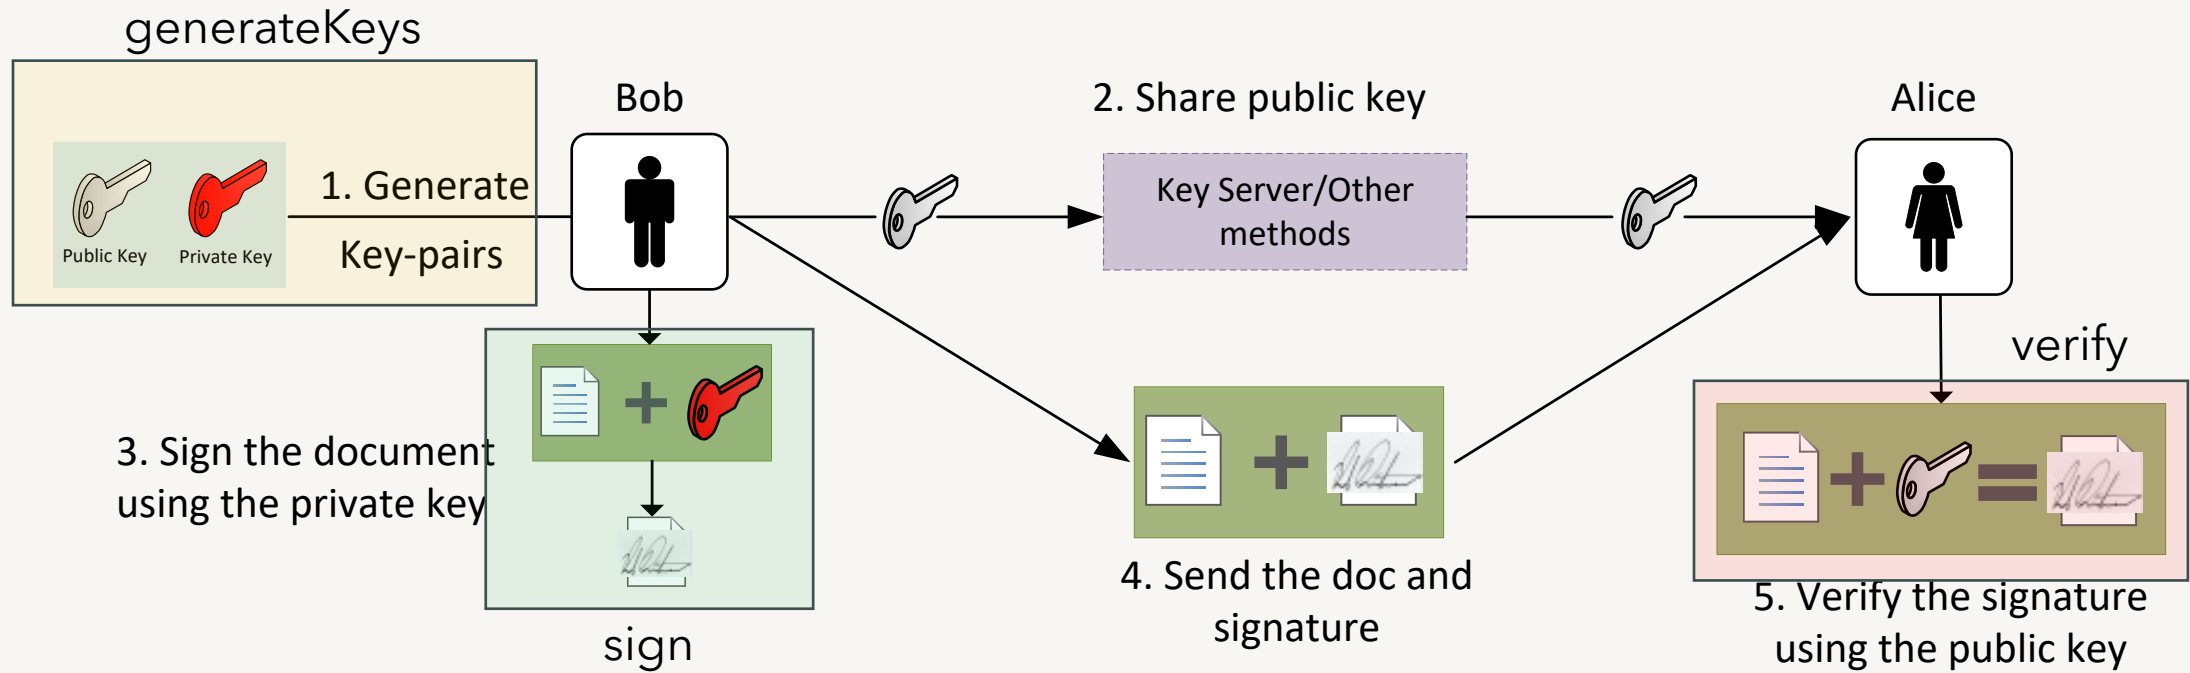 generateKeys
Bob
2. Share public key
Alice
1. Generate
Key-pairs
Public Key
Private Key
Key Server/Other
methods
verify
3. Sign the document
using the private key
sign
4. Send the doc and
signature
5. Verify the signature
using the public key